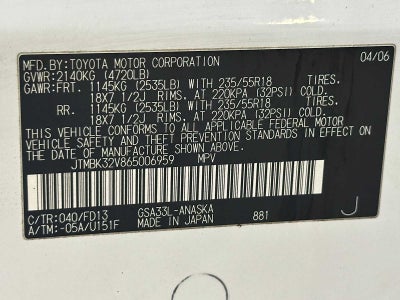 MFD.BY:TOYOTA MOTOR CORPORATION 04/06
GVWR:2140KG (4720LB)
GAWR:FRT. 1145KG (2535LB) WITH 235/55R18 TIRES.
18X7 1/2J RIMS. AT 220KPA (32PSI) COLD.
RR. 1145KG (2535LB) WITH 235/55R18 TIRES.
18X7 1/2J RIMS. AT 220KPA (32PSI) COLD.
THIS VEHICLE CONFORMS TO ALL APPLICABLE FEDERAL MOTOR
VEHICLE SAFETY STANDARDS IN EFFECT ON THE DATE OF
MANUFACTURE SHOWN ABOVE.
JTMBK32V865006959 MPV
C/TR:040/FD13 GSA33L-ANASKA
A/TM:-05A/U151F MADE IN JAPAN 881 J